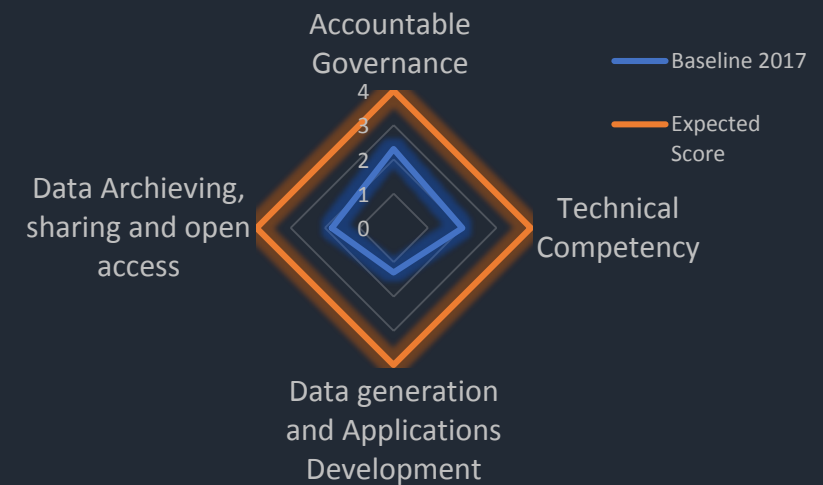 Accountable
Governance
Baseline 2017
Expected
Score
4
3
2
1
0
Data Archieving,
sharing and open
access
Technical
Competency
Data generation
and Applications
Development